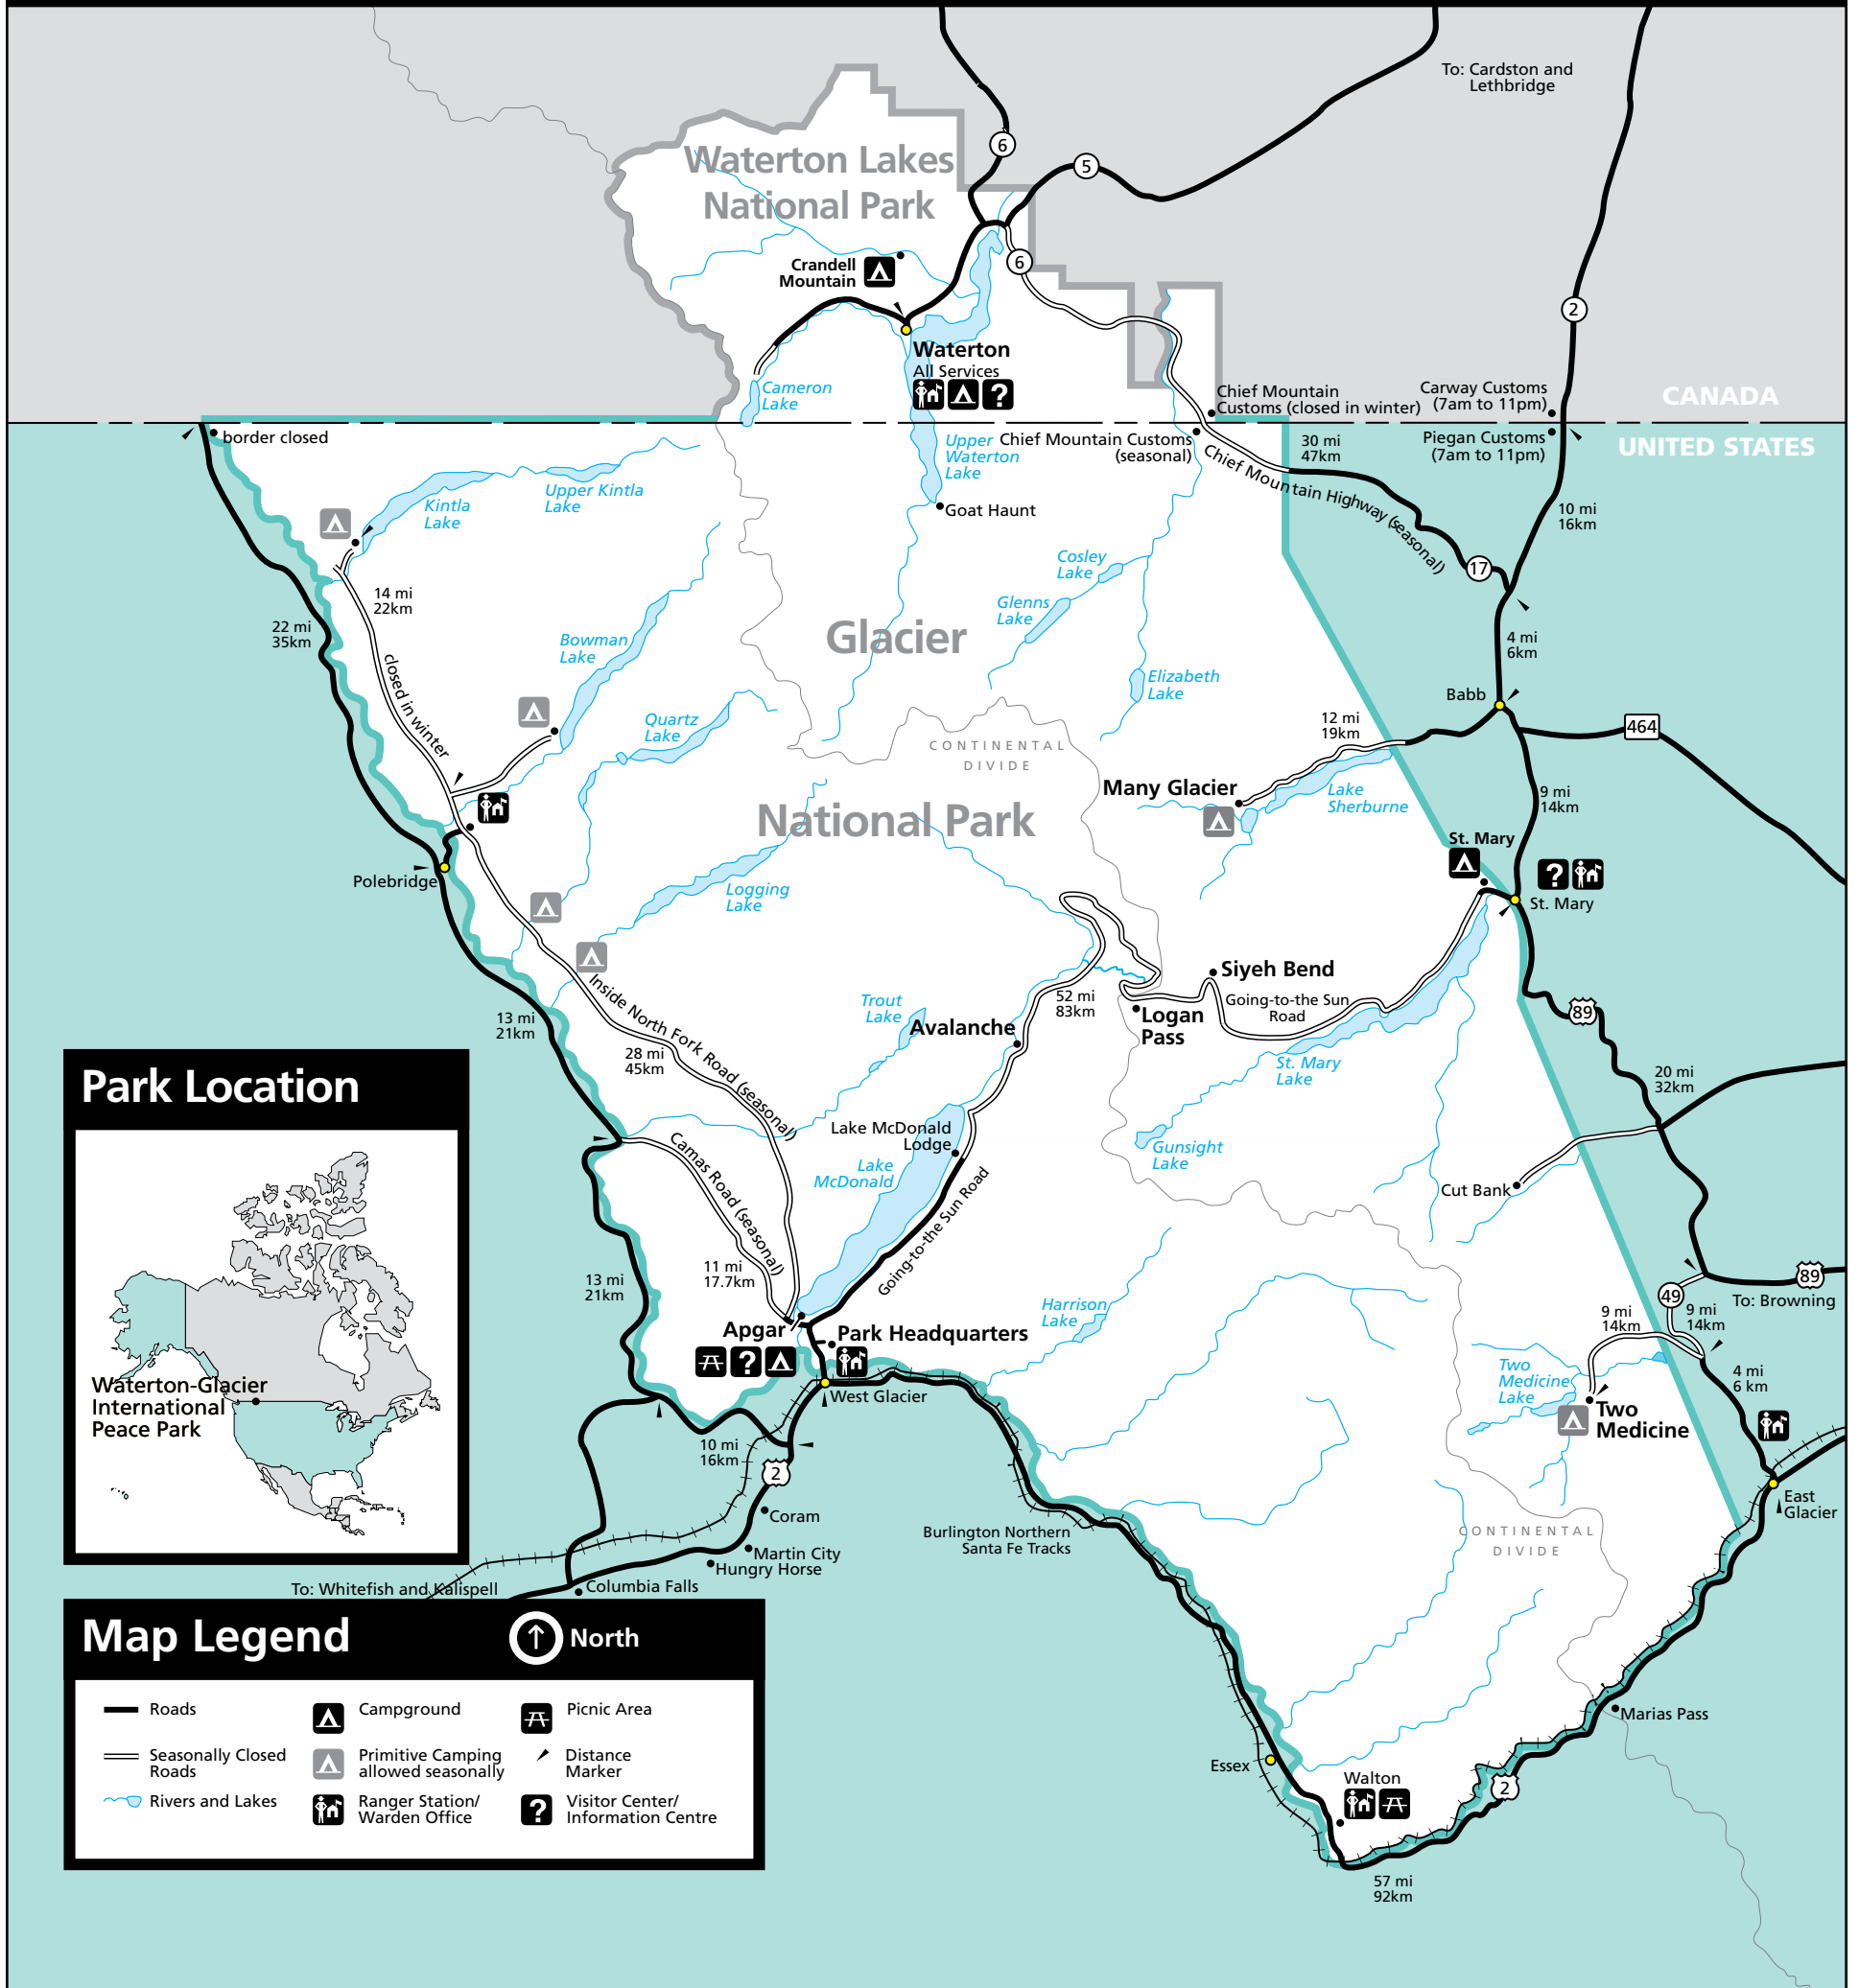 To: Cardston and
Lethbridge
6
5
Waterton Lakes
National Park
Crandell
Mountain
6
2
Waterton
All Services
?
Cameron
Lake
Chief Mountain
Customs (closed in winter)
Carway Customs
(7am to 11pm)
CANADA
border closed
Upper
Waterton
Lake
Chief Mountain Customs
(seasonal)
30 mi
47km
Piegan Customs
(7am to 11pm)
UNITED STATES
Chief Mountain Highway (seasonal)
Kintla
Lake
Upper Kintla
Lake
Goat Haunt
10 mi
16km
Cosley
Lake
17
14 mi
22km
Glenns
Lake
22 mi
35km
Bowman
Lake
Glacier
4 mi
6km
closed in winter
Elizabeth
Lake
Babb
Quartz
Lake
12 mi
19km
464
CONTINENTAL
DIVIDE
Many Glacier
Lake
Sherburne
9 mi
14km
National Park
St. Mary
?
Polebridge
Logging
Lake
St. Mary
Siyeh Bend
Inside North Fork Road (seasonal)
Trout
Lake
52 mi
83km
Going-to-the Sun
Road
89
13 mi
21km
Avalanche
Logan
Pass
28 mi
45km
St. Mary
Lake
20 mi
32km
Park Location
Lake McDonald
Lodge
Camas Road (seasonal)
Gunsight
Lake
Lake
McDonald
Cut Bank
Going-to-the Sun Road
11 mi
17.7km
13 mi
21km
89
49
To: Browning
Harrison
Lake
9 mi
14km
9 mi
14km
Apgar
Park Headquarters
?
Two
Medicine
Lake
4 mi
6 km
Waterton-Glacier
International
Peace Park
West Glacier
Two
Medicine
10 mi
16km
2
East
Glacier
Coram
Burlington Northern
Santa Fe Tracks
CONTINENTAL
DIVIDE
Martin City
Hungry Horse
To: Whitefish and Kalispell
Columbia Falls
Map Legend
North
Roads
Campground
Picnic Area
Seasonally Closed
Roads
Primitive Camping
allowed seasonally
Distance
Marker
Rivers and Lakes
Ranger Station/
Warden Office
?
Visitor Center/
Information Centre
Marias Pass
Essex
Walton
2
57 mi
92km